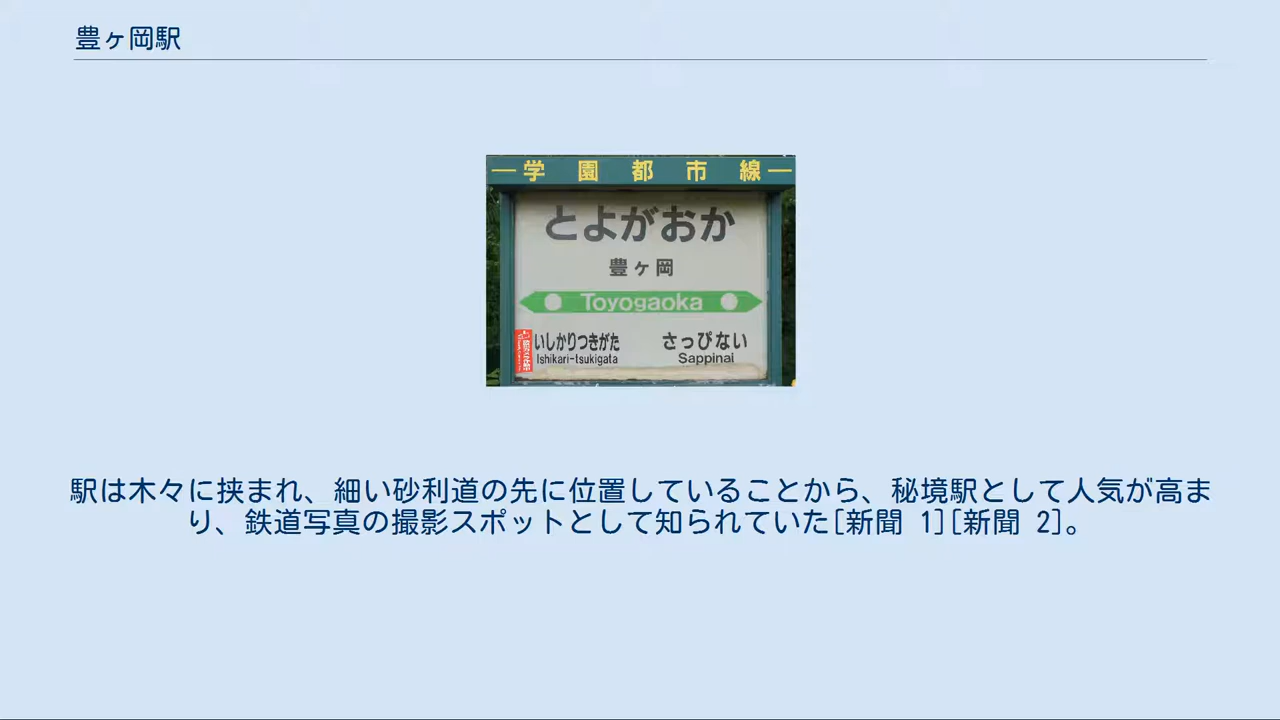 豊ヶ岡駅
学園都市線
とよがおか
豊ヶ岡
Toyogaoka
いしかりつきがた さっぴない
Ishikari-tsukigata Sappinai
駅は木々に挟まれ、細い砂利道の先に位置していることから、秘境駅として人気が高ま
り、鉄道写真の撮影スポットとして知られていた[新聞 1][新聞 2]。